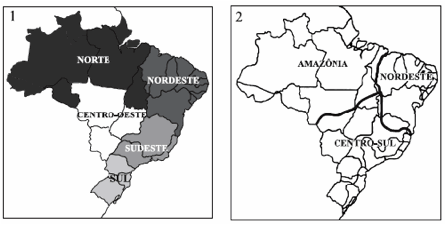 1
NORTE
NORDESTE
CENTRO-OESTE
SUDESTE
SUL
2
AMAZÔNIA
NORDESTE
CENTRO-SUL